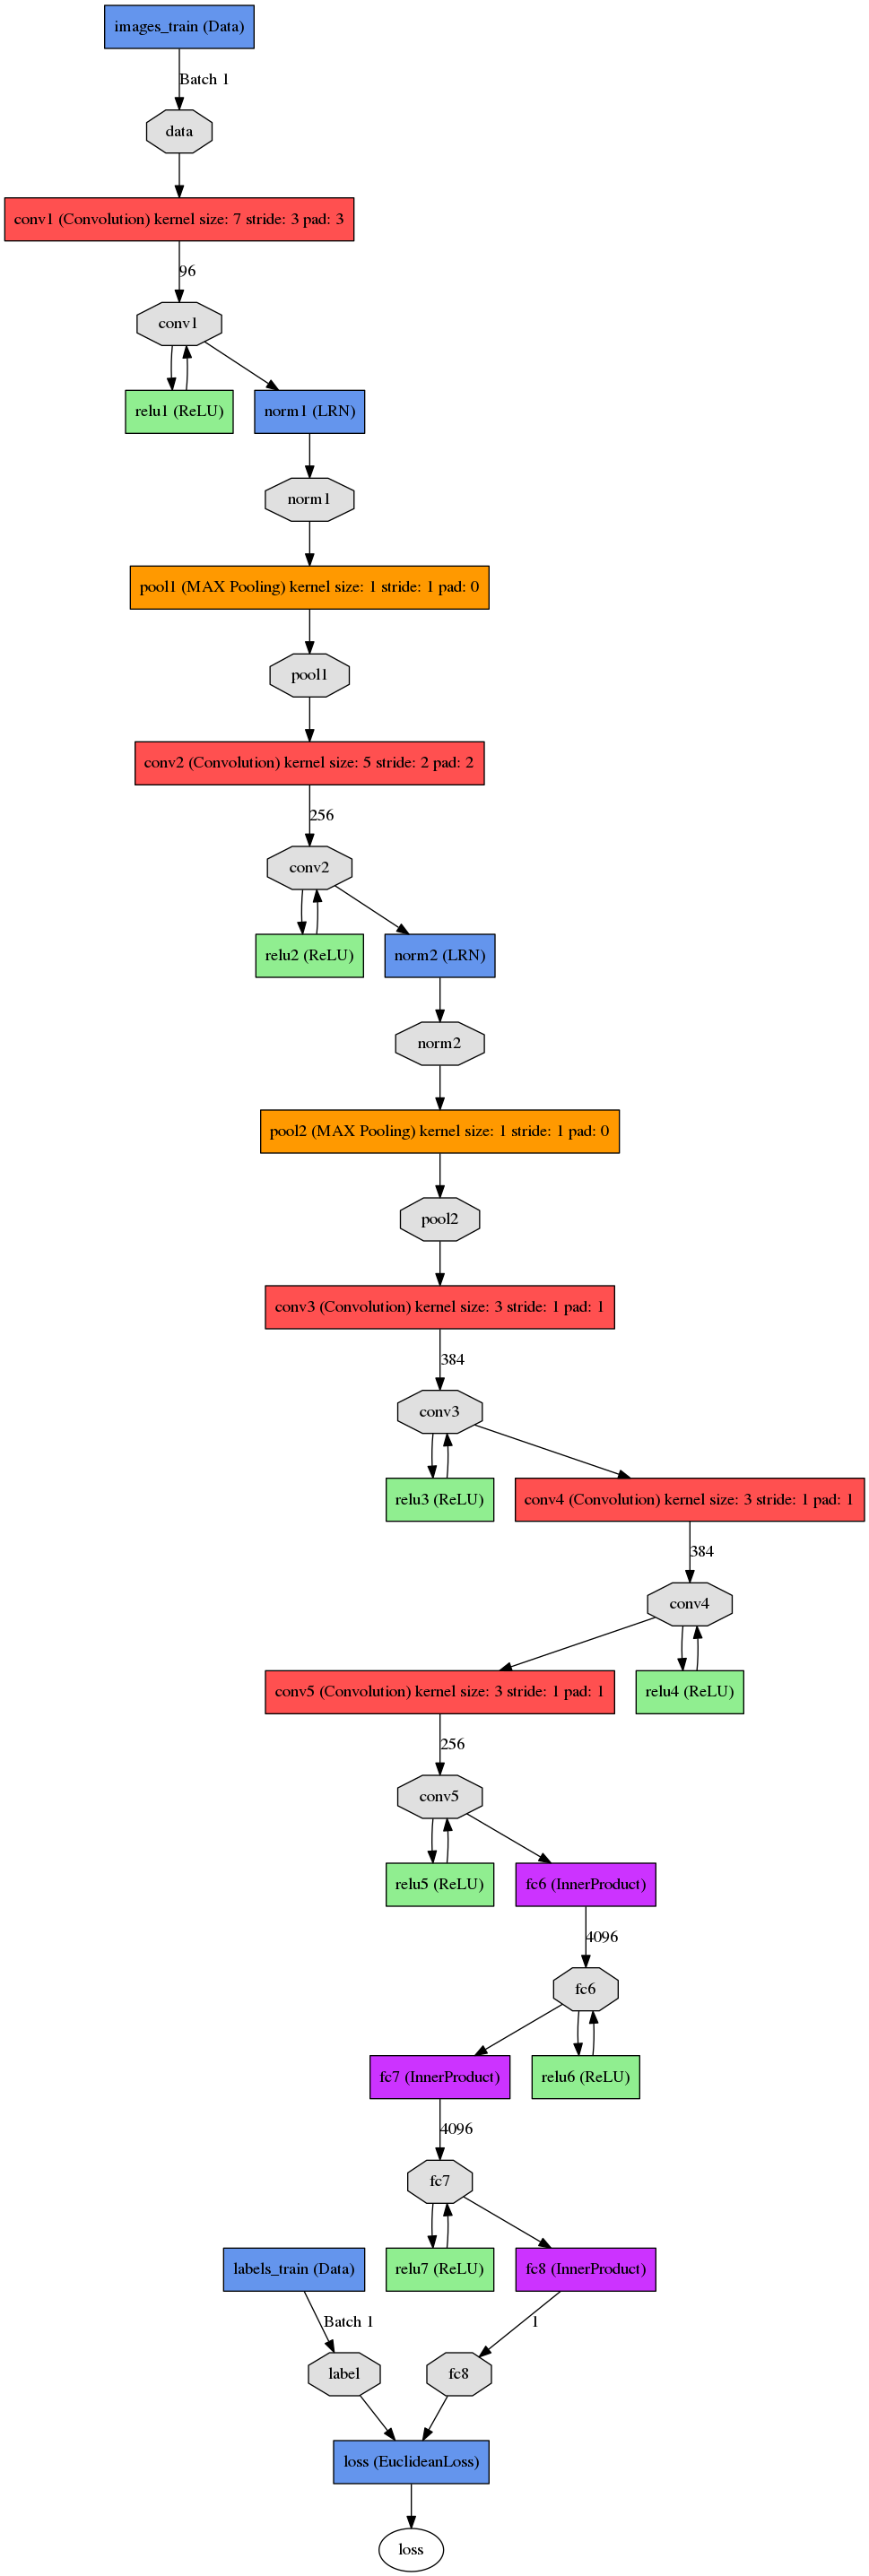 images_train (Data)
Batch 1
data
conv1 (Convolution) kernel size: 7 stride: 3 pad: 3
96
conv1
relu1 (ReLU)
norm1 (LRN)
norm1
pool1 (MAX Pooling) kernel size: 1 stride: 1 pad: 0
pool1
conv2 (Convolution) kernel size: 5 stride: 2 pad: 2
256
conv2
relu2 (ReLU)
norm2 (LRN)
norm2
pool2 (MAX Pooling) kernel size: 1 stride: 1 pad: 0
pool2
conv3 (Convolution) kernel size: 3 stride: 1 pad: 1
384
conv3
relu3 (ReLU)
conv4 (Convolution) kernel size: 3 stride: 1 pad: 1
384
conv4
conv5 (Convolution) kernel size: 3 stride: 1 pad: 1
relu4 (ReLU)
256
conv5
relu5 (ReLU)
fc6 (InnerProduct)
4096
fc6
fc7 (InnerProduct)
relu6 (ReLU)
4096
fc7
labels_train (Data)
relu7 (ReLU)
fc8 (InnerProduct)
Batch 1
1
label
fc8
loss (EuclideanLoss)
loss